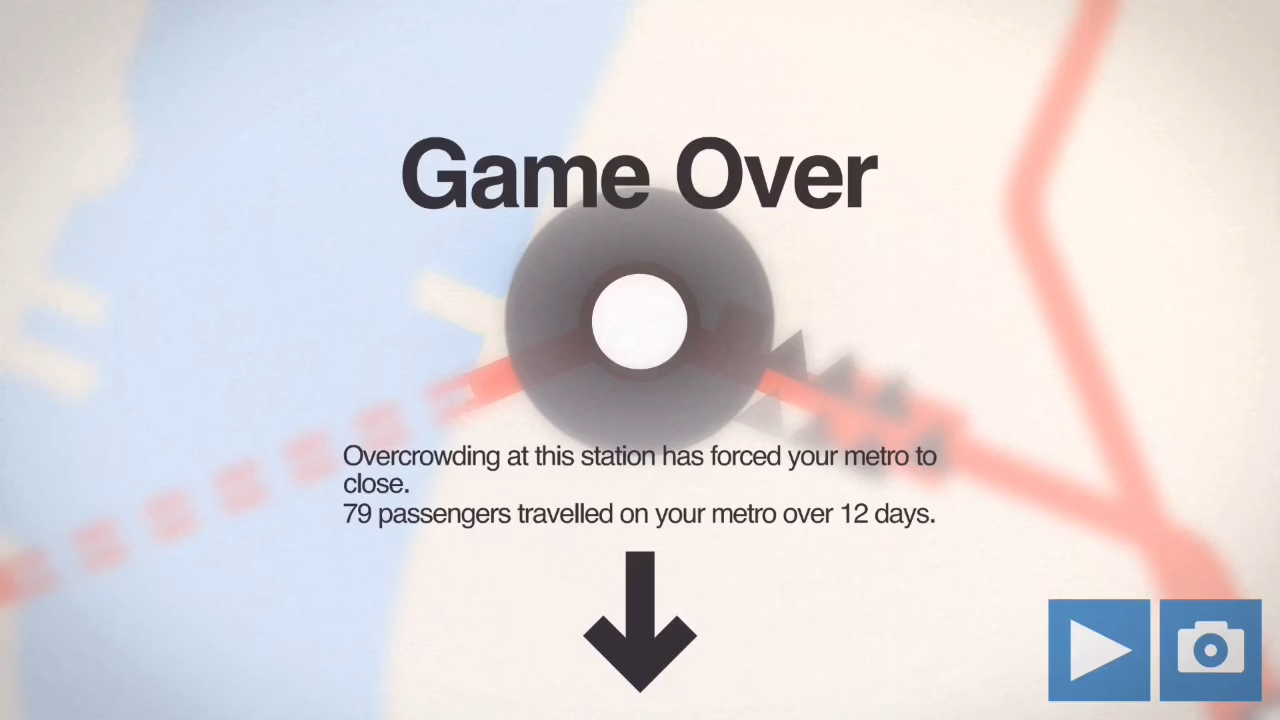 Game Over
Overcrowding at this station has forced your metro to
close.
79 passengers travelled on your metro over 12 days.